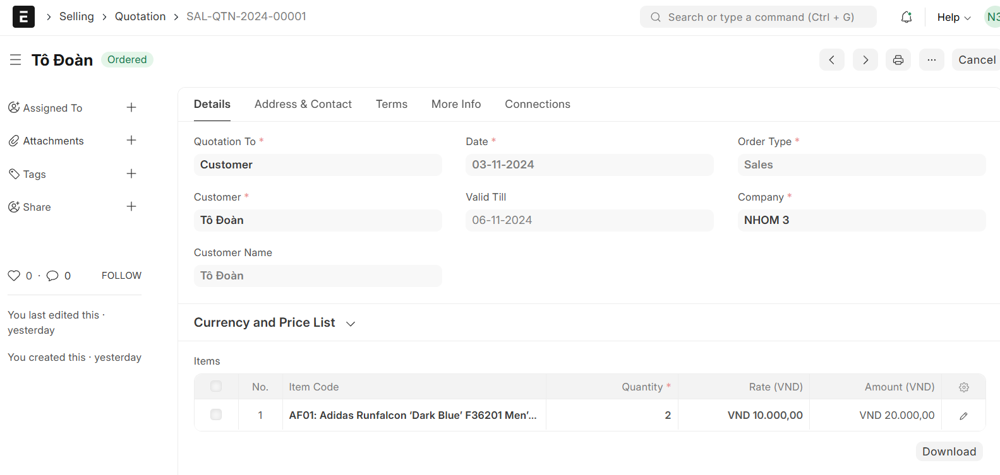 E
Selling
Quotation
SAL-QTN-2024-00001
Search or type a command (Ctrl + G)
Help
Tô Đoàn
Ordered
Cancel
Assigned To
Attachments
Tags
Share
0 · 0
FOLLOW
You last edited this ·
yesterday
You created this · yesterday
Details
Address & Contact
Terms
More Info
Connections
Quotation To *
Customer
Date *
03-11-2024
Order Type *
Sales
Customer *
Tô Đoàn
Valid Till
06-11-2024
Company *
NHOM 3
Customer Name
Tô Đoàn
Currency and Price List
Items
No. Item Code Quantity * Rate (VND) Amount (VND)
1 AF01: Adidas Runfalcon ‘Dark Blue’ F36201 Men’... 2 VND 10.000,00 VND 20.000,00
Download